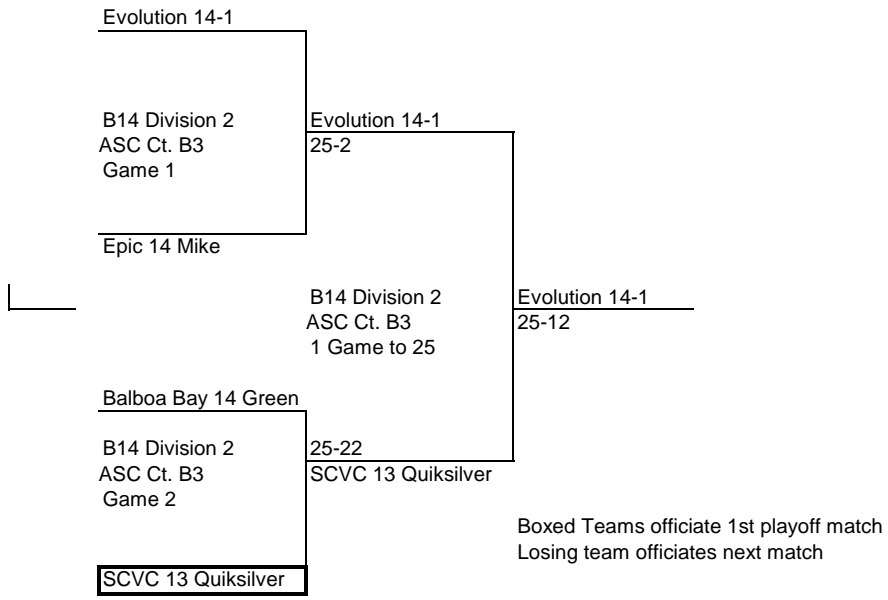 Evolution 14-1
B14 Division 2
ASC Ct. B3
Game 1
Evolution 14-1
25-2
Epic 14 Mike
B14 Division 2
ASC Ct. B3
1 Game to 25
Evolution 14-1
25-12
Balboa Bay 14 Green
B14 Division 2
ASC Ct. B3
Game 2
25-22
SCVC 13 Quiksilver
Boxed Teams officiate 1st playoff match
Losing team officiates next match
SCVC 13 Quiksilver